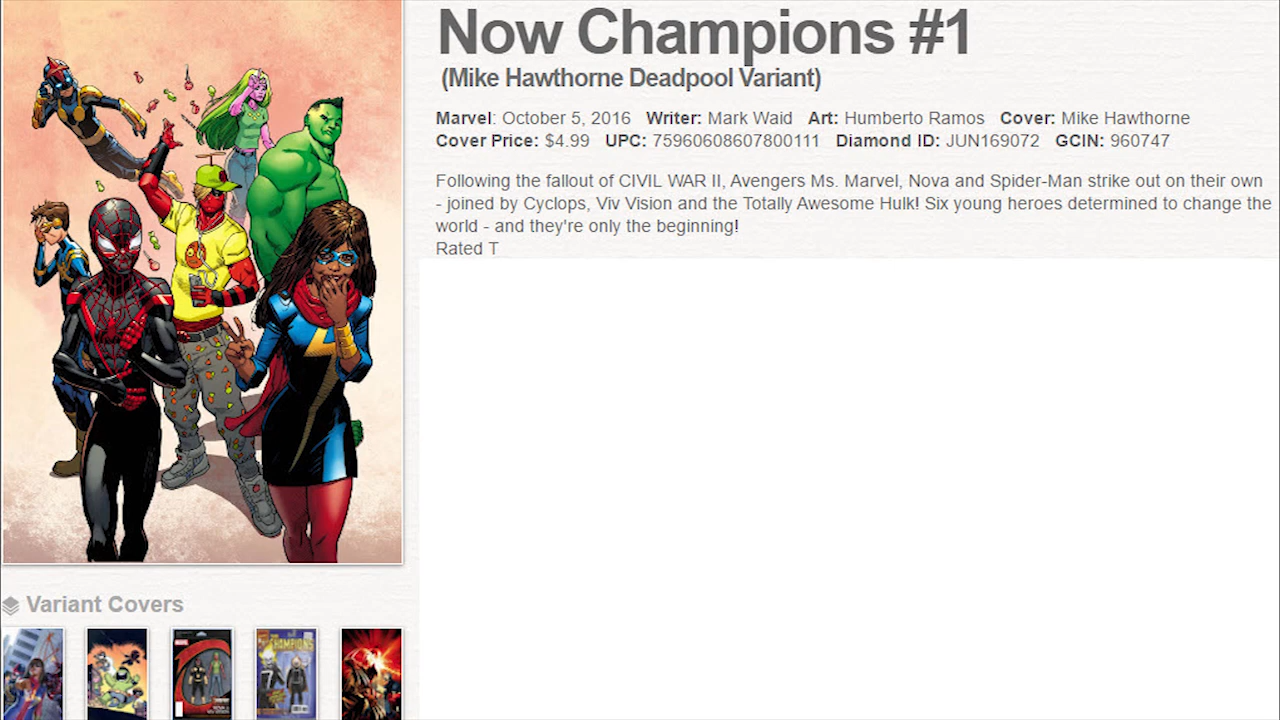 Now Champions #1
(Mike Hawthorne Deadpool Variant)
Marvel: October 5, 2016 Writer: Mark Waid Art: Humberto Ramos Cover: Mike Hawthorne
Cover Price: $4.99 UPC: 75960608607800111 Diamond ID: JUN169072 GCIN: 960747
Following the fallout of CIVIL WAR II, Avengers Ms. Marvel, Nova and Spider-Man strike out on their own
- joined by Cyclops, Viv Vision and the Totally Awesome Hulk! Six young heroes determined to change the
world - and they're only the beginning!
Rated T
Variant Covers
CHAMPIONS